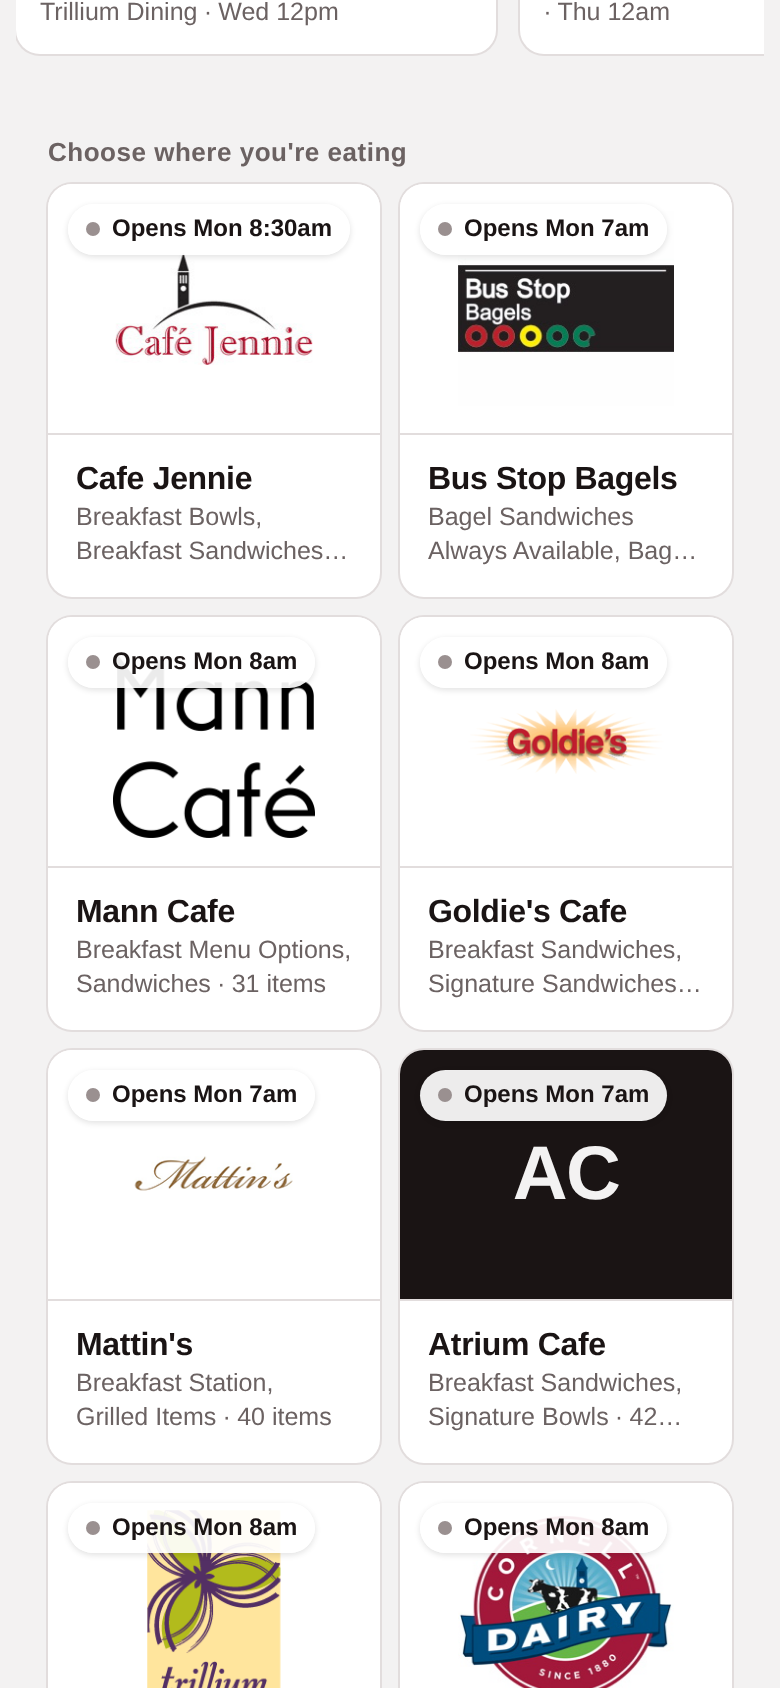 Trillium Dining · Wed 12pm
· Thu 12am
Choose where you're eating
Opens Mon 8:30am
Café Jennie
Cafe Jennie
Breakfast Bowls,
Breakfast Sandwiches…
Opens Mon 7am
Bus Stop
Bagels
Bus Stop Bagels
Bagel Sandwiches
Always Available, Bag…
Opens Mon 8am
Mann
Café
Mann Cafe
Breakfast Menu Options,
Sandwiches · 31 items
Opens Mon 8am
Goldie's
Goldie's Cafe
Breakfast Sandwiches,
Signature Sandwiches…
Opens Mon 7am
Mattin's
Mattin's
Breakfast Station,
Grilled Items · 40 items
Opens Mon 7am
AC
Atrium Cafe
Breakfast Sandwiches,
Signature Bowls · 42…
Opens Mon 8am
trillium
Opens Mon 8am
CORNELL
DAIRY
SINCE 1880